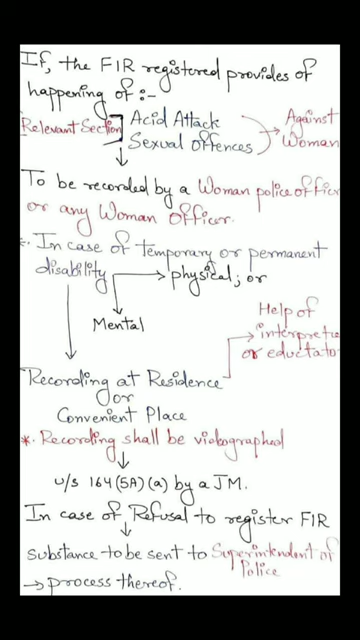 If, the FIR registered provides of
happening of :-
Relevant Section
Acid Attack
Sexual offences
Against
Woman
To be recorded by a Woman police officer
or any Woman Officer.
In case of temporary or permanent
disability
physical; or
Mental
Help of
interpretie
or eductato
Recording at Residence
or
Convenient Place
*. Recording shall be videographed
u/s 164(5A)(a) by a JM.
In case of Refusal to register FIR
substance to be sent to Superintendent of
Police
→ process thereof.